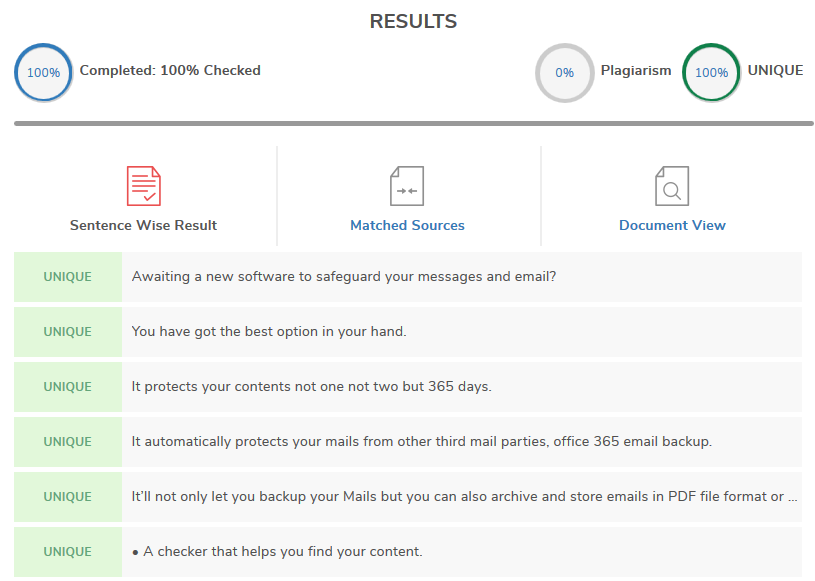 RESULTS
100% Completed: 100% Checked 0% Plagiarism 100% UNIQUE
Sentence Wise Result Matched Sources Document View
UNIQUE Awaiting a new software to safeguard your messages and email?
UNIQUE You have got the best option in your hand.
UNIQUE It protects your contents not one not two but 365 days.
UNIQUE It automatically protects your mails from other third mail parties, office 365 email backup.
UNIQUE It'll not only let you backup your Mails but you can also archive and store emails in PDF file format or ...
UNIQUE • A checker that helps you find your content.